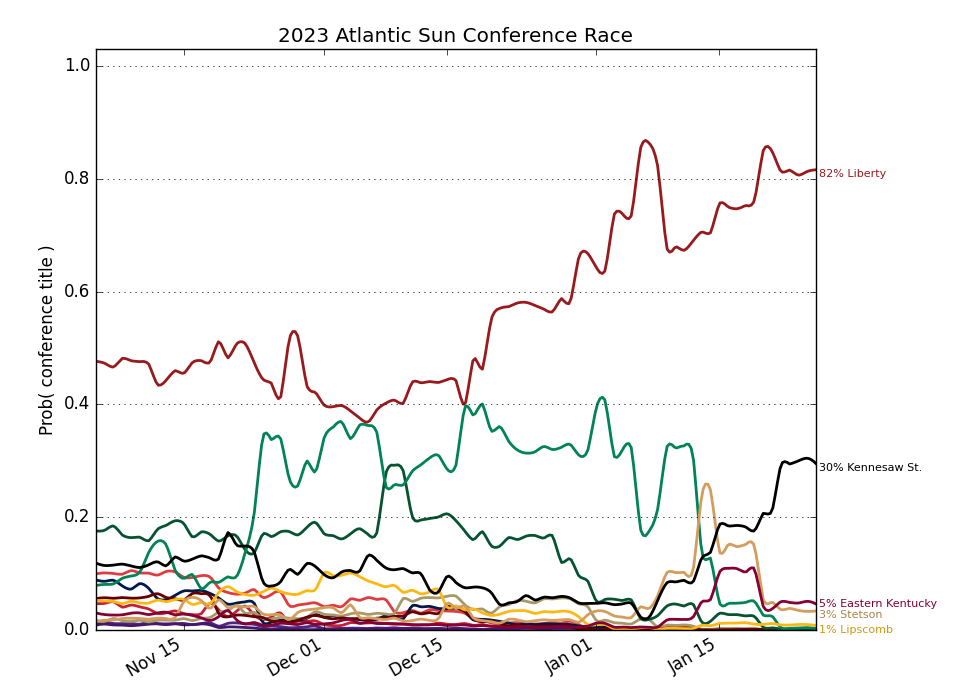 2023 Atlantic Sun Conference Race
1.0
0.8
0.6
0.4
0.2
0.0
Prob( conference title )
Nov 15
Dec 01
Dec 15
Jan 01
Jan 15
82% Liberty
30% Kennesaw St.
5% Eastern Kentucky
3% Stetson
1% Lipscomb